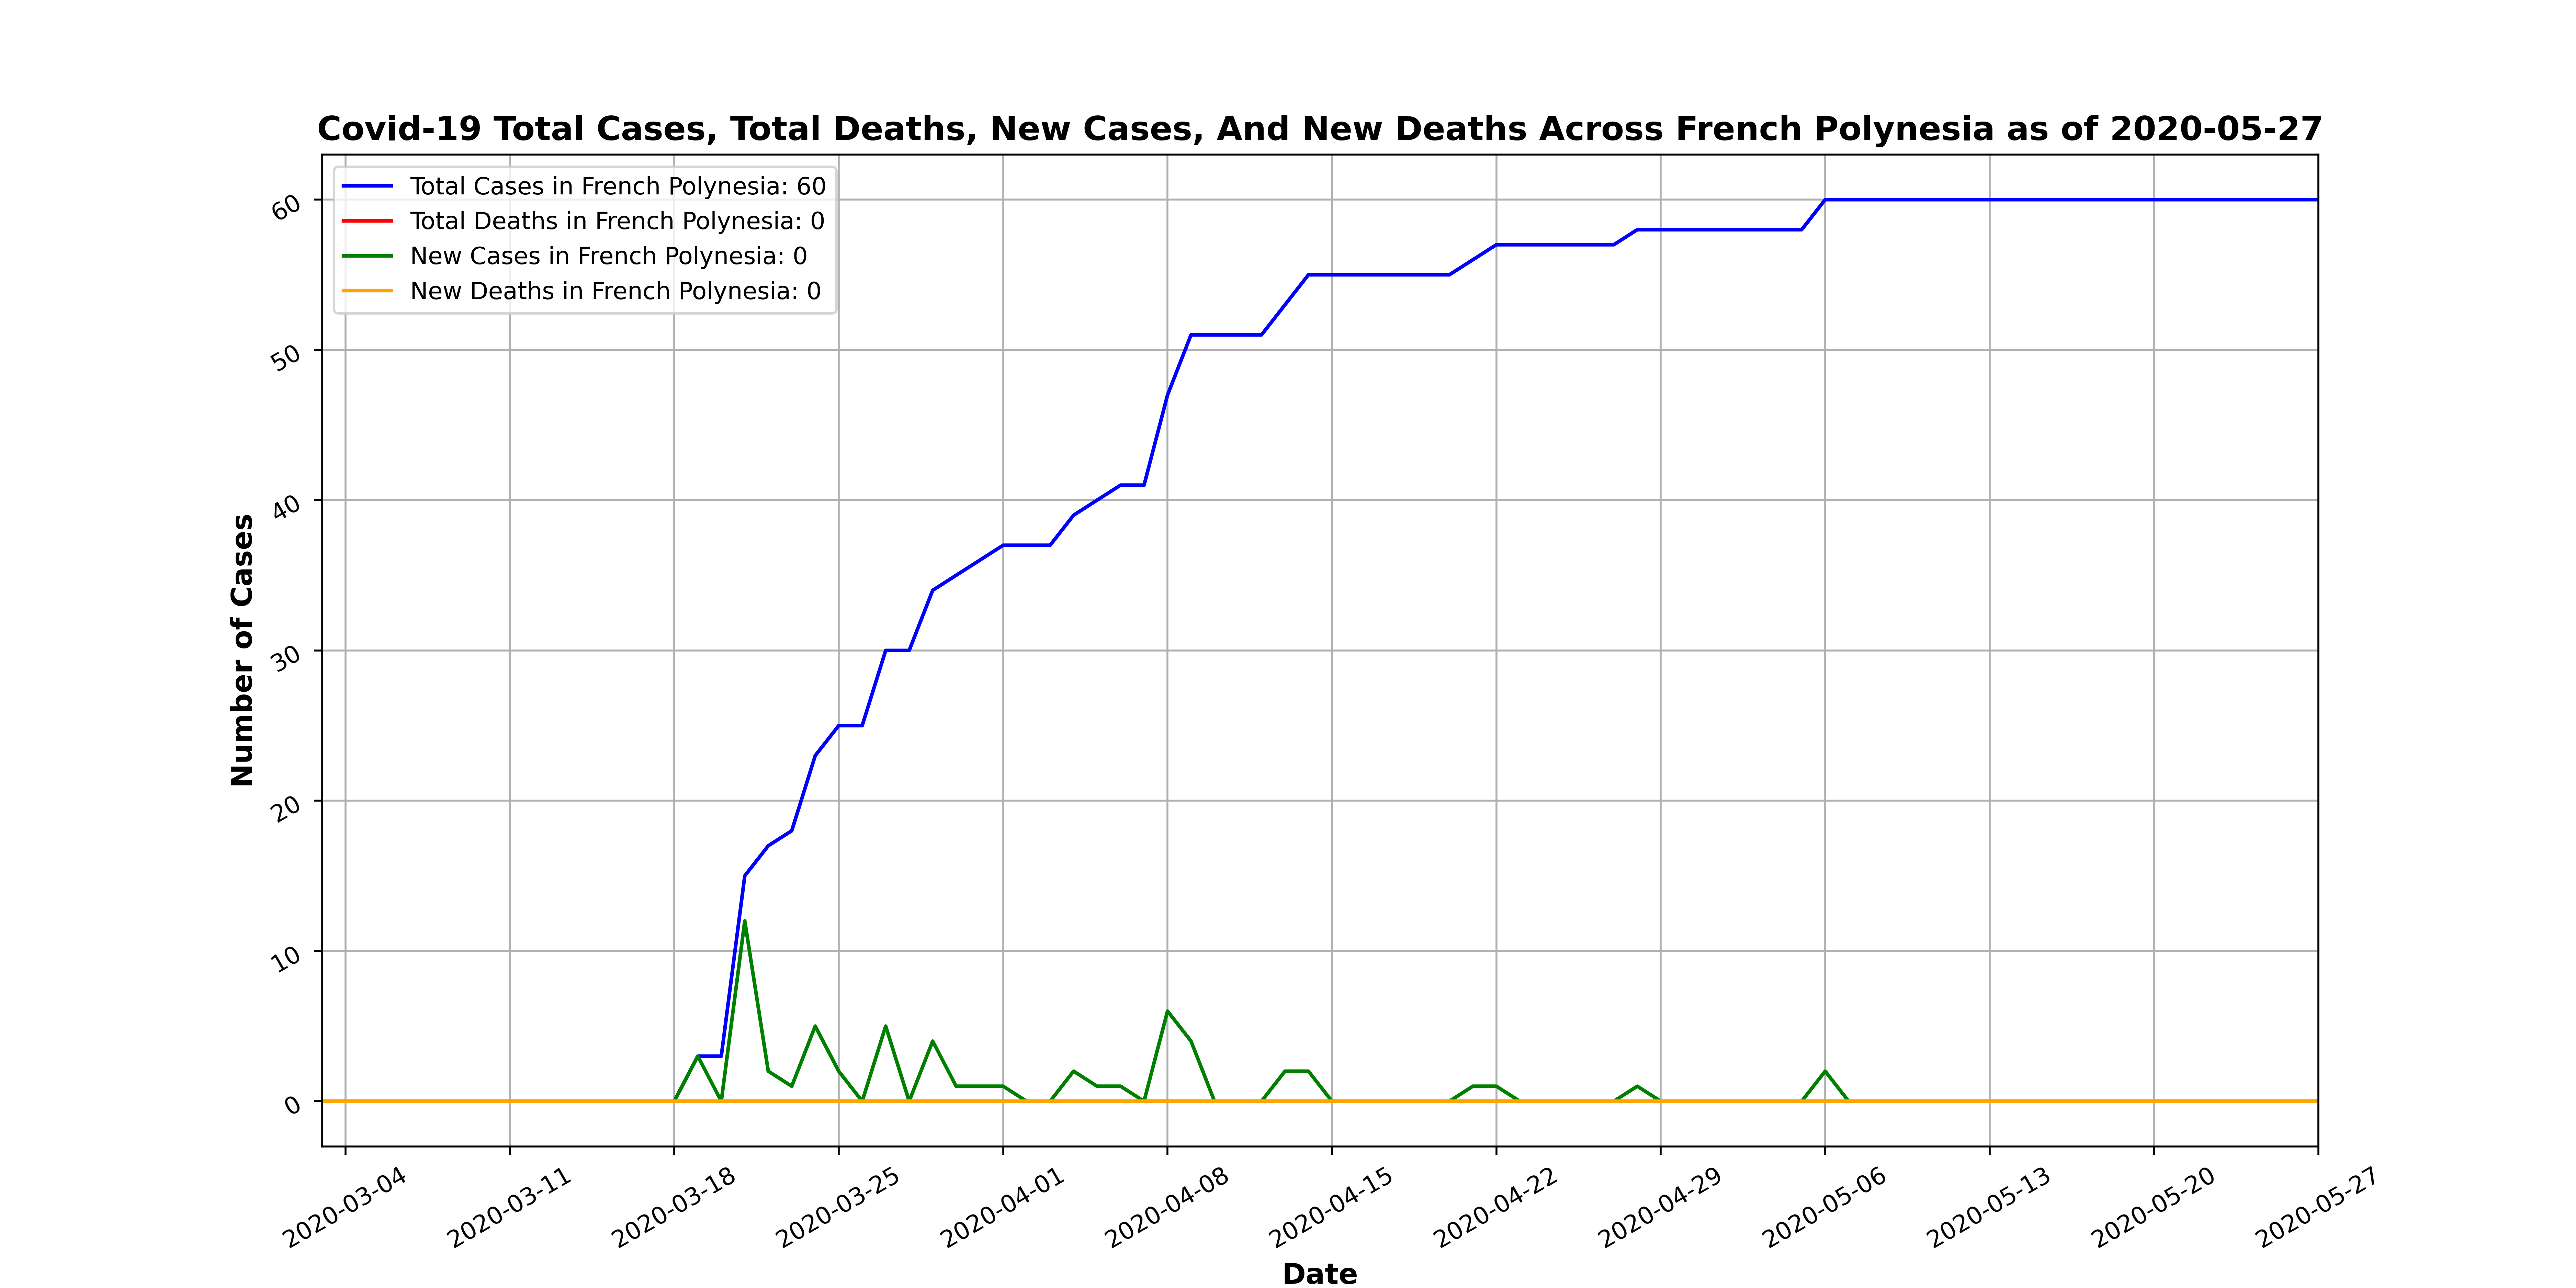 Covid-19 Total Cases, Total Deaths, New Cases, And New Deaths Across French Polynesia as of 2020-05-27
Total Cases in French Polynesia: 60
Total Deaths in French Polynesia: 0
New Cases in French Polynesia: 0
New Deaths in French Polynesia: 0
Number of Cases
60
50
40
30
20
10
0
2020-03-04
2020-03-11
2020-03-18
2020-03-25
2020-04-01
2020-04-08
2020-04-15
2020-04-22
2020-04-29
2020-05-06
2020-05-13
2020-05-20
2020-05-27
Date